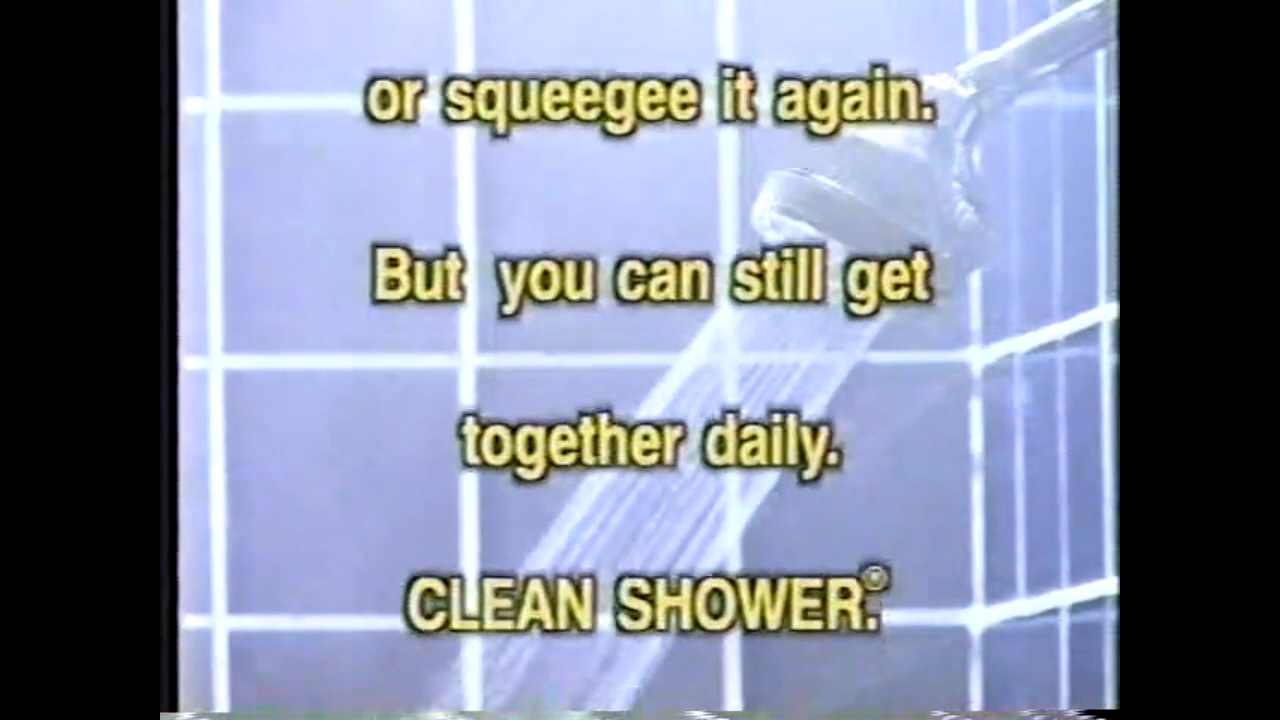 or squeegee it again.
But you can still get
together daily.
CLEAN SHOWER.®